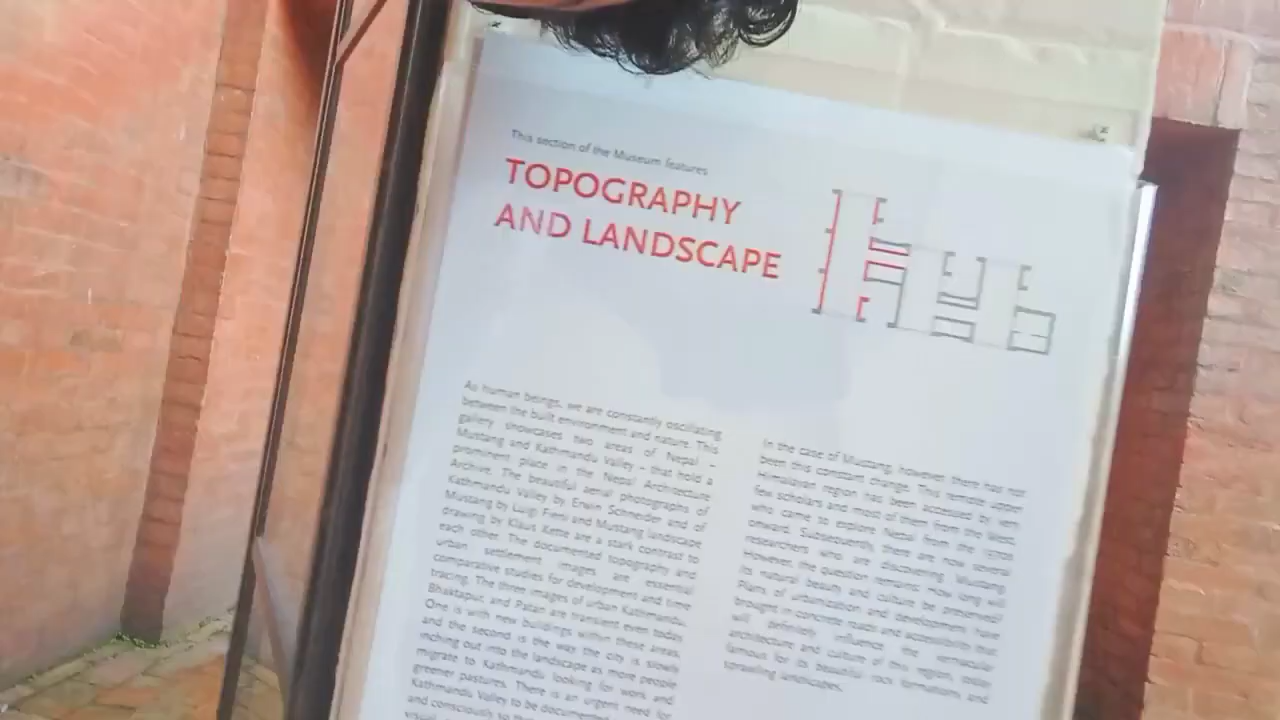 This section of the Museum features
TOPOGRAPHY
AND LANDSCAPE
As human beings, we are constantly oscillating
between the built environment and nature. This
gallery showcases two areas of Nepal –
Mustang and Kathmandu Valley – that hold a
prominent place in the Nepal Architecture
Archive. The beautiful aerial photographs of
Kathmandu Valley by Erwin Schneider and of
Mustang by Luigi Fieni and Mustang landscape
drawing by Klaus Kette are a stark contrast to
each other. The documented topography and
urban settlement images are essential
comparative studies for development and time
tracing. The three images of urban Kathmandu,
Bhaktapur, and Patan are transient even today.
One is with new buildings within these areas,
and the second is the way the city is slowly
inching out into the landscape as more people
migrate to Kathmandu looking for work and
greener pastures. There is an urgent need for
Kathmandu Valley to be documented
and consciously so that
visual
In the case of Mustang, however, there has not
been this constant change. This remote upper
Himalayan region has been accessed by very
few scholars and most of them from the West,
who came to explore Nepal from the
onward. Subsequently, there are now several
researchers who are discovering Mustang.
However, the question remains: How long will
its natural beauty and culture be preserved?
Plans of urbanization and development have
brought in concrete roads and accessibility that
will definitely influence the vernacular
architecture and culture of this region, today
famous for its beautiful rock formations and
sprawling landscapes.